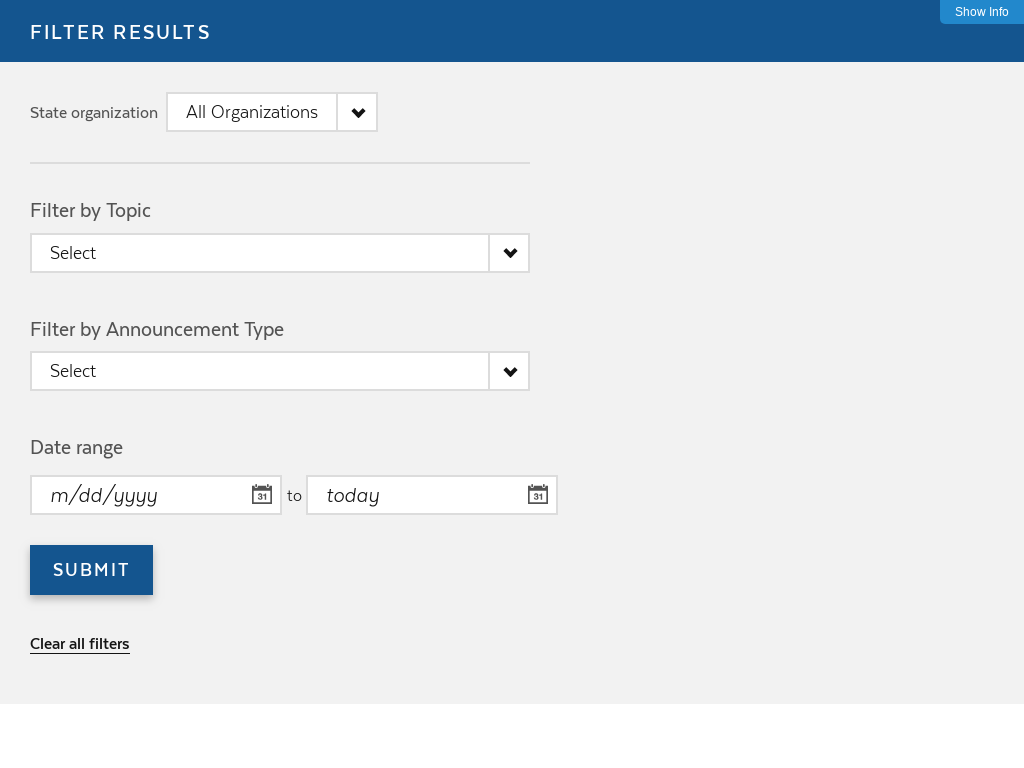 Show Info
FILTER RESULTS
State organization All Organizations
Filter by Topic
Select
Filter by Announcement Type
Select
Date range
m/dd/yyyy 31 to today 31
SUBMIT
Clear all filters